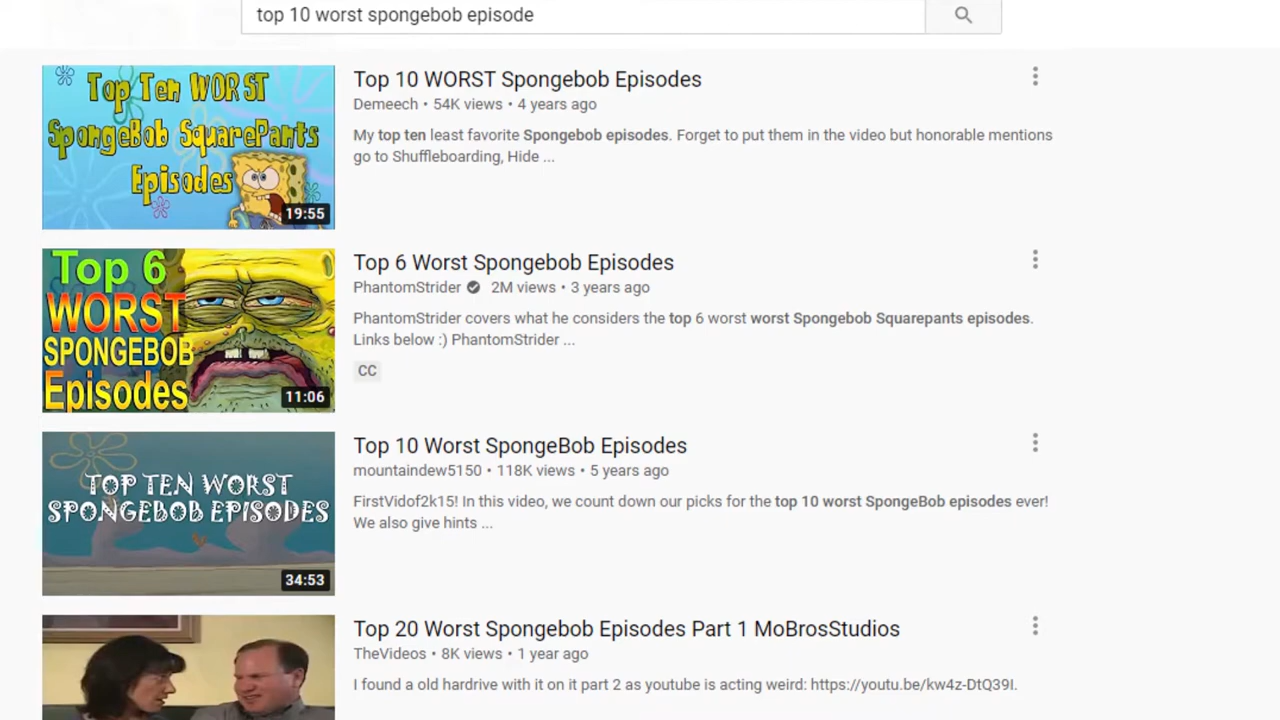 top 10 worst spongebob episode
Top Ten WORST
SpongeBob SquarePants
Episodes
19:55
Top 10 WORST Spongebob Episodes
Demeech • 54K views • 4 years ago
My top ten least favorite Spongebob episodes. Forget to put them in the video but honorable mentions
go to Shuffleboarding, Hide ...
Top 6
WORST
SPONGEBOB
Episodes
11:06
Top 6 Worst Spongebob Episodes
PhantomStrider 2M views • 3 years ago
PhantomStrider covers what he considers the top 6 worst worst Spongebob Squarepants episodes.
Links below :) PhantomStrider ...
CC
TOP TEN WORST
SPONGEBOB EPISODES
34:53
Top 10 Worst SpongeBob Episodes
mountaindew5150 • 118K views • 5 years ago
FirstVidof2k15! In this video, we count down our picks for the top 10 worst SpongeBob episodes ever!
We also give hints ...
Top 20 Worst Spongebob Episodes Part 1 MoBrosStudios
TheVideos • 8K views • 1 year ago
I found a old hardrive with it on it part 2 as youtube is acting weird: https://youtu.be/kw4z-DtQ39I.